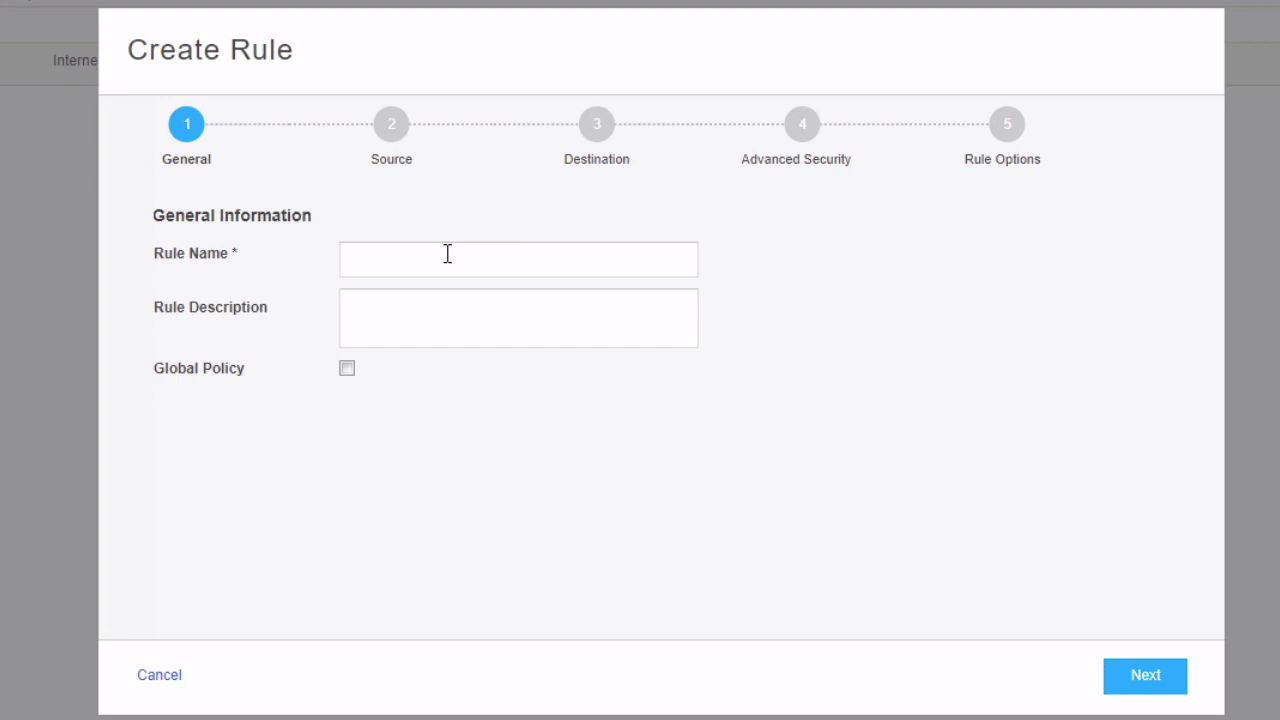 Create Rule
Interne
1
2
3
4
5
General
Source
Destination
Advanced Security
Rule Options
General Information
Rule Name *
Rule Description
Global Policy
Cancel
Next